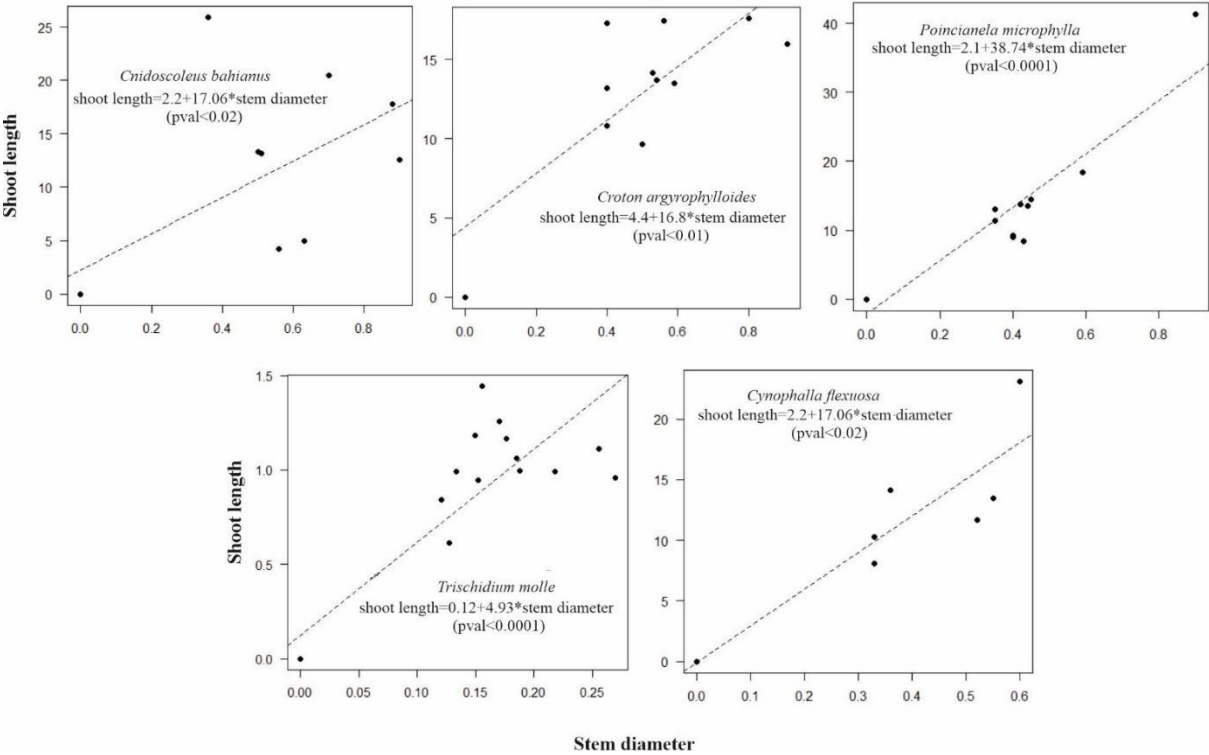 Cnidoscoleus bahianus
shoot length=2.2+17.06*stem diameter
(pval<0.02)
Shoot length
25
20
15
10
5
0
0.0 0.2 0.4 0.6 0.8
Croton argyrophylloides
shoot length=4.4+16.8*stem diameter
(pval<0.01)
15
10
5
0
0.0 0.2 0.4 0.6 0.8
Poincianela microphylla
shoot length=2.1+38.74*stem diameter
(pval<0.0001)
40
30
20
10
0
0.0 0.2 0.4 0.6 0.8
Shoot length
1.5
1.0
0.5
0.0
Trischidium molle
shoot length=0.12+4.93*stem diameter
(pval<0.0001)
0.00 0.05 0.10 0.15 0.20 0.25
Cynophalla flexuosa
shoot length=2.2+17.06*stem diameter
(pval<0.02)
20
15
10
5
0
0.0 0.1 0.2 0.3 0.4 0.5 0.6
Stem diameter